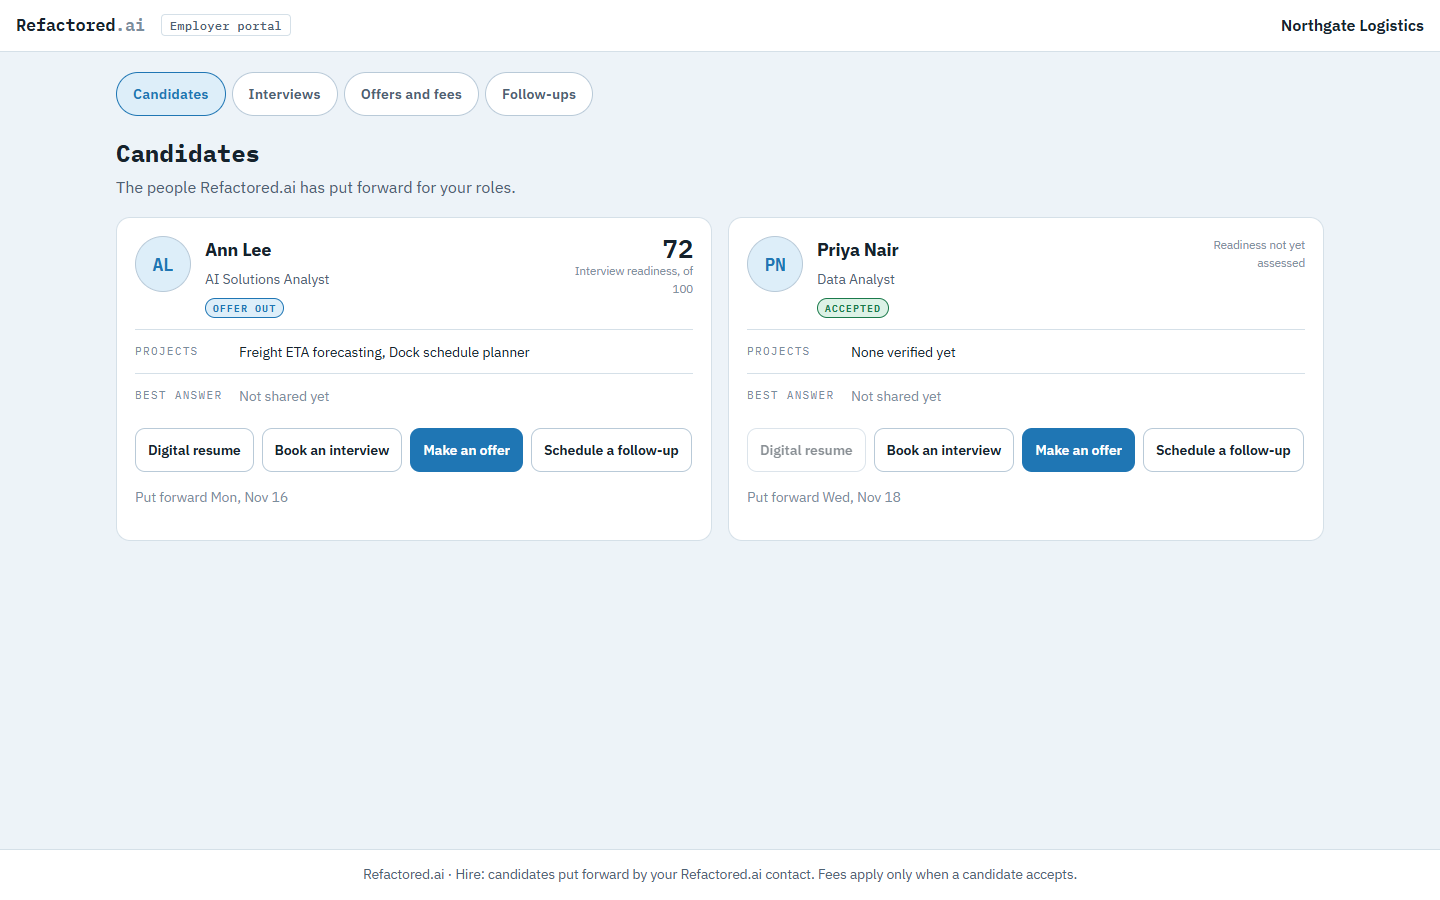 Refactored.ai Employer portal Northgate Logistics
Candidates Interviews Offers and fees Follow-ups
Candidates
The people Refactored.ai has put forward for your roles.
AL
Ann Lee
AI Solutions Analyst
OFFER OUT
72
Interview readiness, of
100
PROJECTS Freight ETA forecasting, Dock schedule planner
BEST ANSWER Not shared yet
Digital resume Book an interview Make an offer Schedule a follow-up
Put forward Mon, Nov 16
PN
Priya Nair
Data Analyst
ACCEPTED
Readiness not yet
assessed
PROJECTS None verified yet
BEST ANSWER Not shared yet
Digital resume Book an interview Make an offer Schedule a follow-up
Put forward Wed, Nov 18
Refactored.ai · Hire: candidates put forward by your Refactored.ai contact. Fees apply only when a candidate accepts.